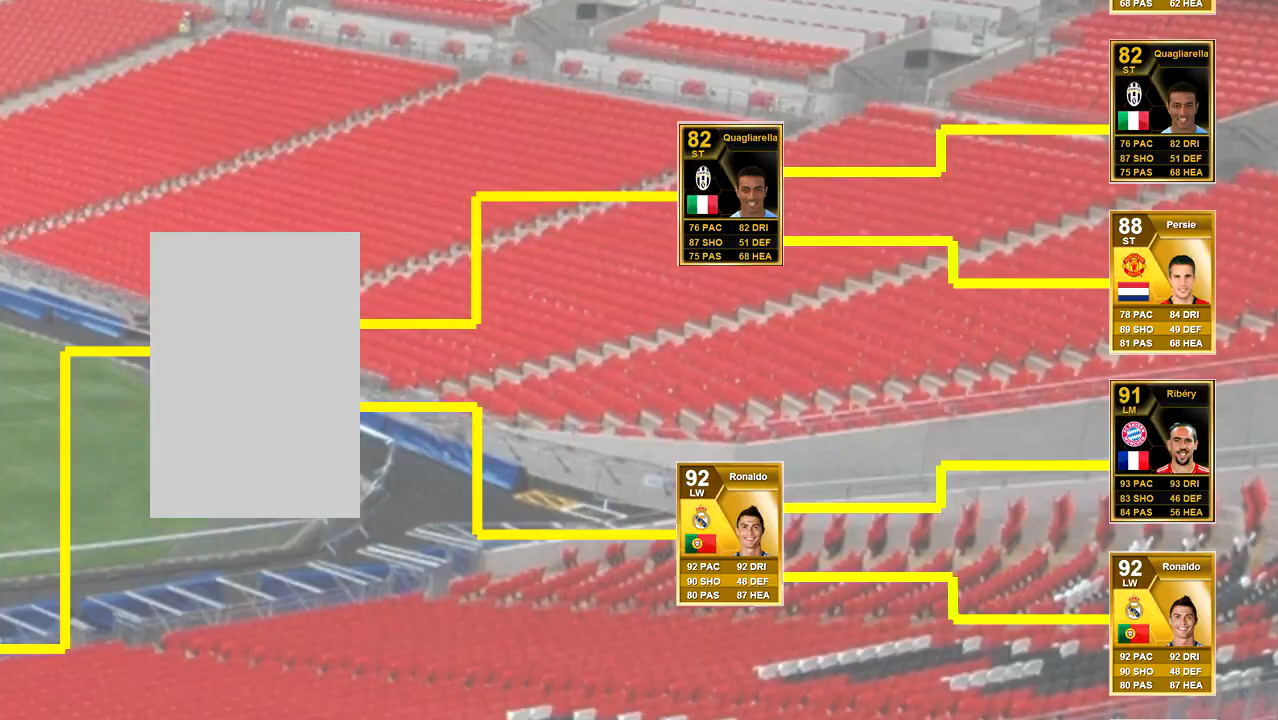 68 PAS 62 HEA
82 Quagliarella
ST
76 PAC 82 DRI
87 SHO 51 DEF
75 PAS 68 HEA
82 Quagliarella
ST
76 PAC 82 DRI
87 SHO 51 DEF
75 PAS 68 HEA
88 Persie
ST
78 PAC 84 DRI
89 SHO 49 DEF
81 PAS 68 HEA
91 Ribéry
LM
93 PAC 93 DRI
83 SHO 46 DEF
84 PAS 56 HEA
92 Ronaldo
LW
92 PAC 92 DRI
90 SHO 48 DEF
80 PAS 87 HEA
92 Ronaldo
LW
92 PAC 92 DRI
90 SHO 48 DEF
80 PAS 87 HEA